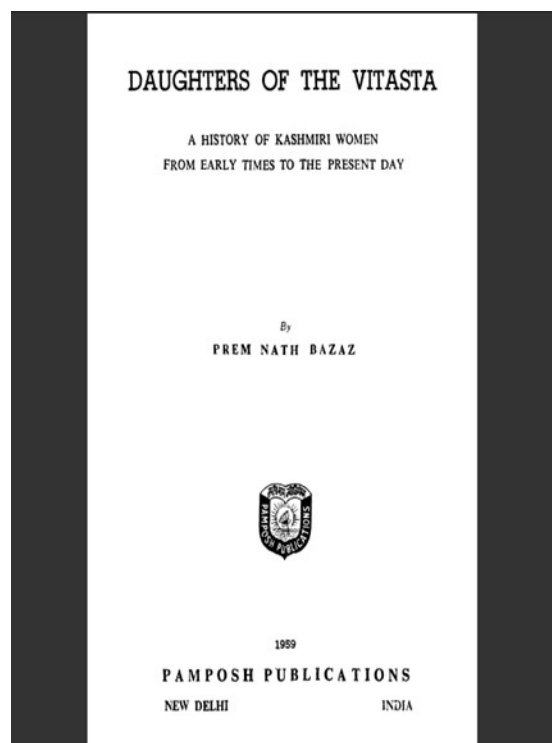 DAUGHTERS OF THE VITASTA
A HISTORY OF KASHMIRI WOMEN
FROM EARLY TIMES TO THE PRESENT DAY
By
PREM NATH BAZAZ
PAMPOSH PUBLICATIONS
1959
PAMPOSH PUBLICATIONS
NEW DELHI INDIA